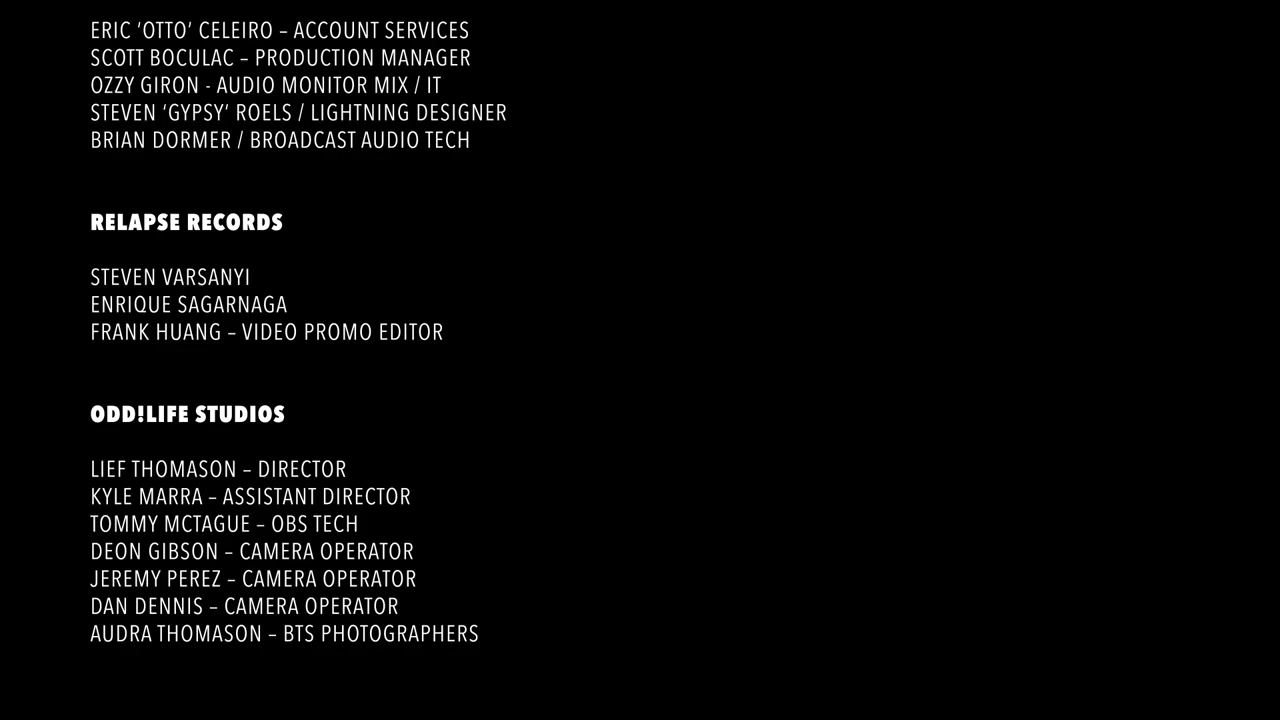 ERIC ‘OTTO’ CELEIRO – ACCOUNT SERVICES
SCOTT BOCULAC – PRODUCTION MANAGER
OZZY GIRON - AUDIO MONITOR MIX / IT
STEVEN ‘GYPSY’ ROELS / LIGHTNING DESIGNER
BRIAN DORMER / BROADCAST AUDIO TECH
RELAPSE RECORDS
STEVEN VARSANYI
ENRIQUE SAGARNAGA
FRANK HUANG – VIDEO PROMO EDITOR
ODD!LIFE STUDIOS
LIEF THOMASON – DIRECTOR
KYLE MARRA – ASSISTANT DIRECTOR
TOMMY MCTAGUE – OBS TECH
DEON GIBSON – CAMERA OPERATOR
JEREMY PEREZ – CAMERA OPERATOR
DAN DENNIS – CAMERA OPERATOR
AUDRA THOMASON – BTS PHOTOGRAPHERS